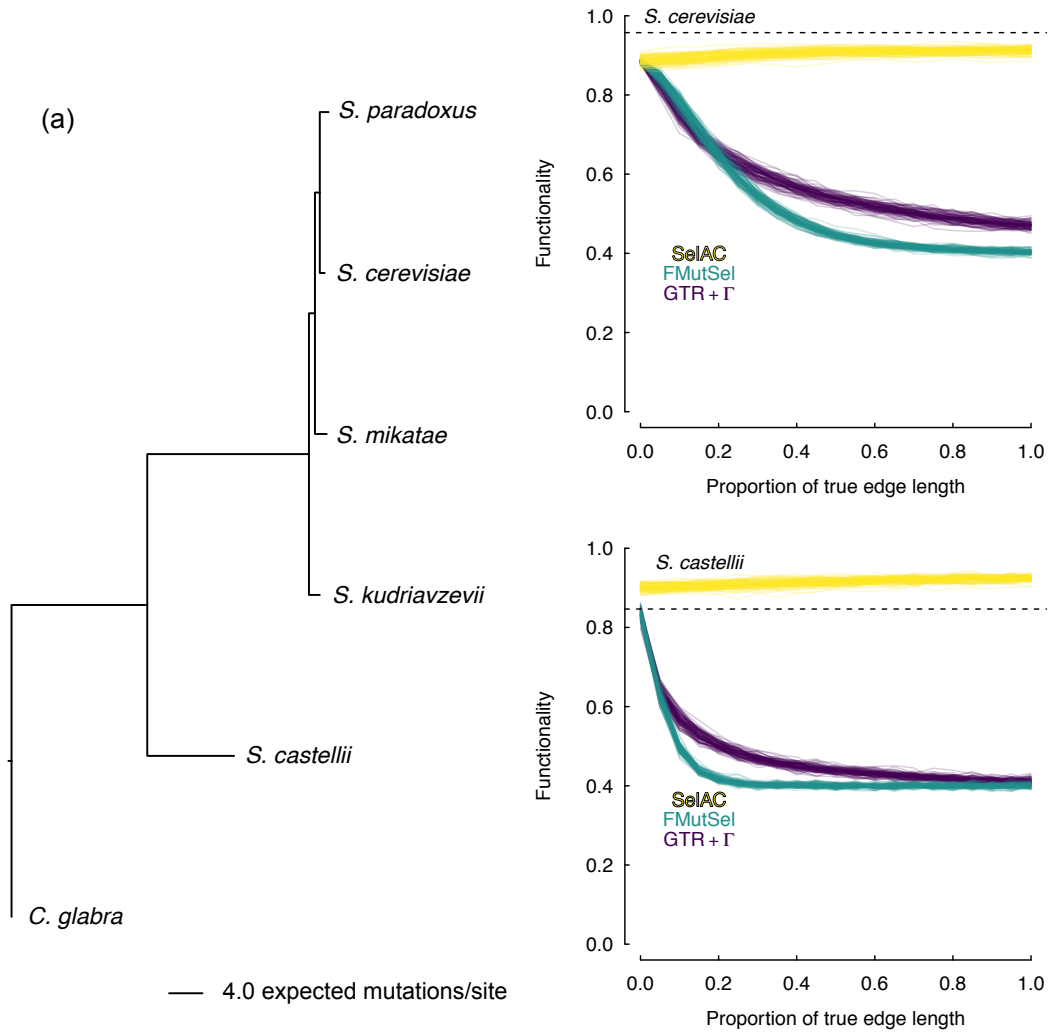 (a)
S. paradoxus
S. cerevisiae
S. mikatae
S. kudriavzevii
S. castellii
C. glabra
4.0 expected mutations/site
S. cerevisiae
1.0
0.8
0.6
0.4
0.2
0.0
Functionality
SelAC
FMutSel
GTR + Γ
0.0 0.2 0.4 0.6 0.8 1.0
Proportion of true edge length
S. castellii
1.0
0.8
0.6
0.4
0.2
0.0
Functionality
SelAC
FMutSel
GTR + Γ
0.0 0.2 0.4 0.6 0.8 1.0
Proportion of true edge length